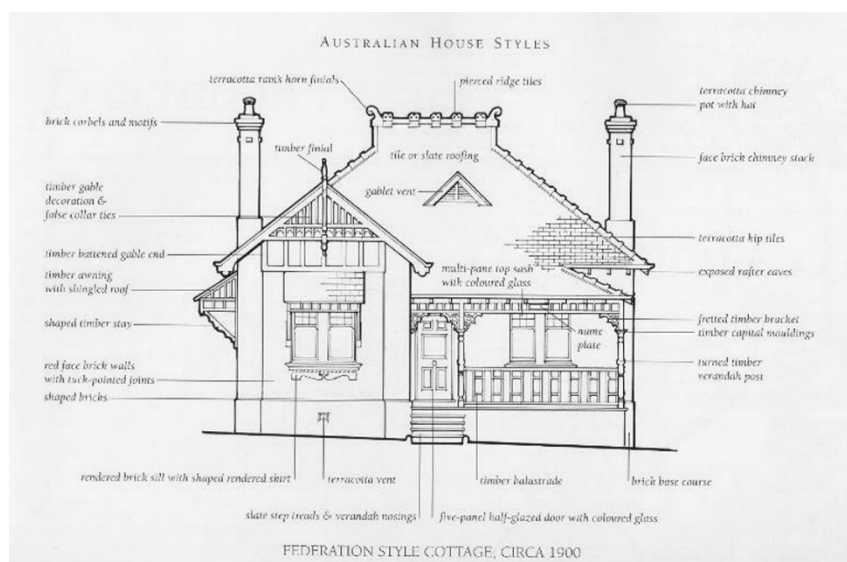 AUSTRALIAN HOUSE STYLES
terracotta ram's horn finials
pierced ridge tiles
terracotta chimney
pot with hat
brick corbels and motifs
timber finial
tile or slate roofing
face brick chimney stack
timber gable
decoration &
false collar ties
gablet vent
terracotta hip tiles
timber battened gable end
multi-pane top sash
with coloured glass
exposed rafter eaves
timber awning
with shingled roof
shaped timber stay
name
plate
fretted timber bracket
timber capital mouldings
red face brick walls
with tuck-pointed joints
turned timber
verandah post
shaped bricks
rendered brick sill with shaped rendered skirt
terracotta vent
timber balustrade
brick base course
slate step treads & verandah nosings
five-panel half-glazed door with coloured glass
FEDERATION STYLE COTTAGE, CIRCA 1900